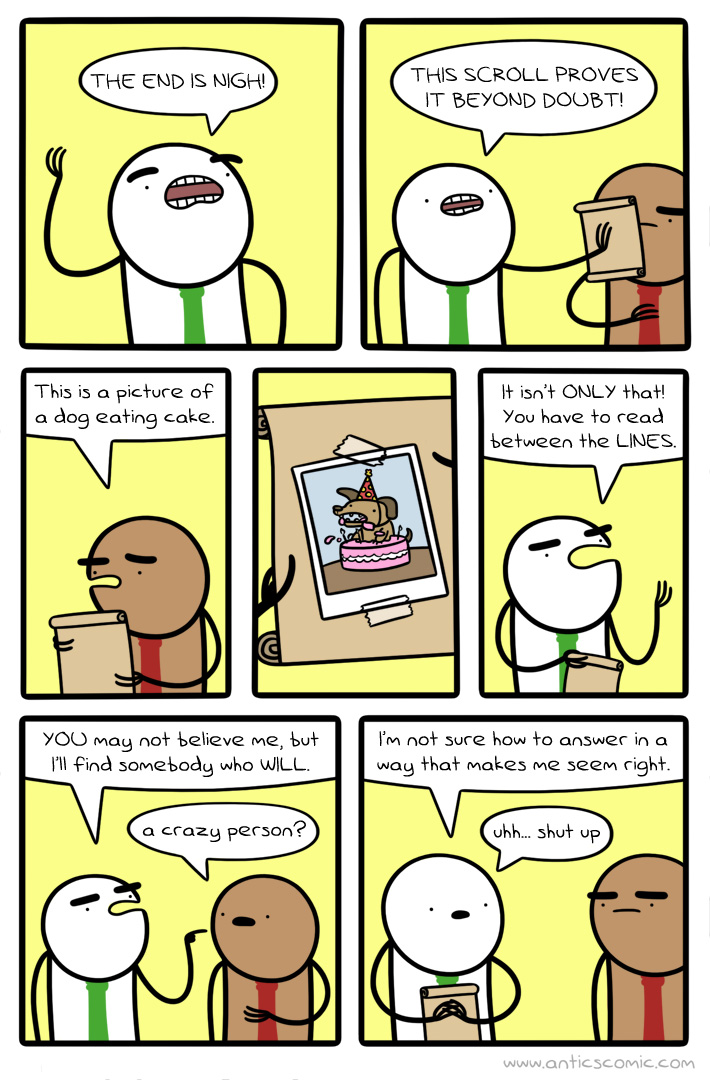 THE END IS NIGH!
THIS SCROLL PROVES
IT BEYOND DOUBT!
This is a picture of
a dog eating cake.
It isn't ONLY that!
You have to read
between the LINES.
YOU may not believe me, but
I'll find somebody who WILL.
a crazy person?
I'm not sure how to answer in a
way that makes me seem right.
uhh... shut up
www.anticscomic.com